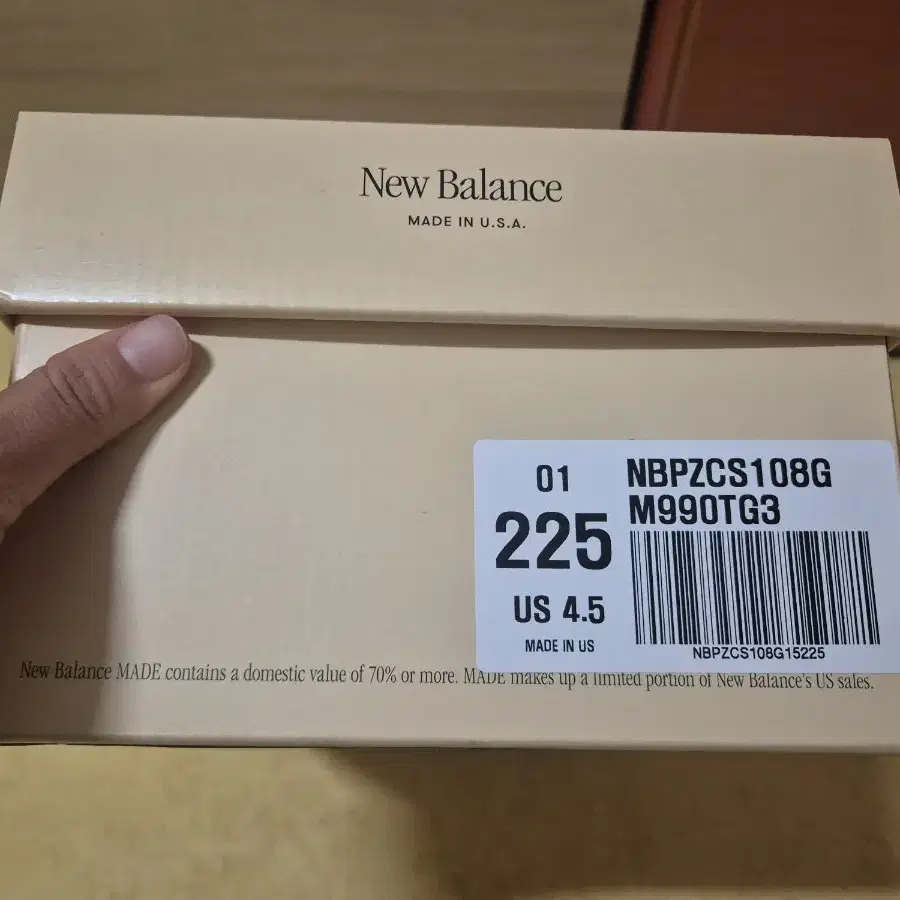 New Balance
MADE IN U.S.A.
01
225
US 4.5
MADE IN US
NBPZCS108G
M990TG3
NBPZCS108G15225
New Balance MADE contains a domestic value of 70% or more. MADE makes up a limited portion of New Balance's US sales.